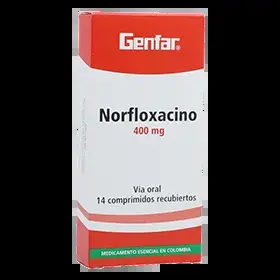 Genfar®
Norfloxacino
400 mg
Vía oral
14 comprimidos recubiertos
MEDICAMENTO ESENCIAL EN COLOMBIA